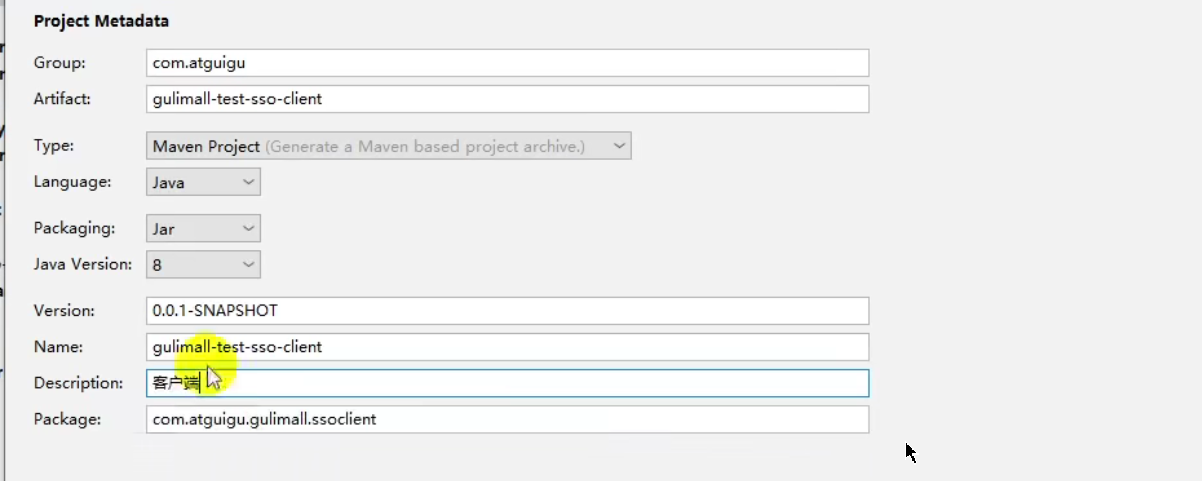 Project Metadata
Group: com.atguigu
Artifact: gulimall-test-sso-client
Type: Maven Project (Generate a Maven based project archive.)
Language: Java
Packaging: Jar
Java Version: 8
Version: 0.0.1-SNAPSHOT
Name: gulimall-test-sso-client
Description: 客户端
Package: com.atguigu.gulimall.ssoclient